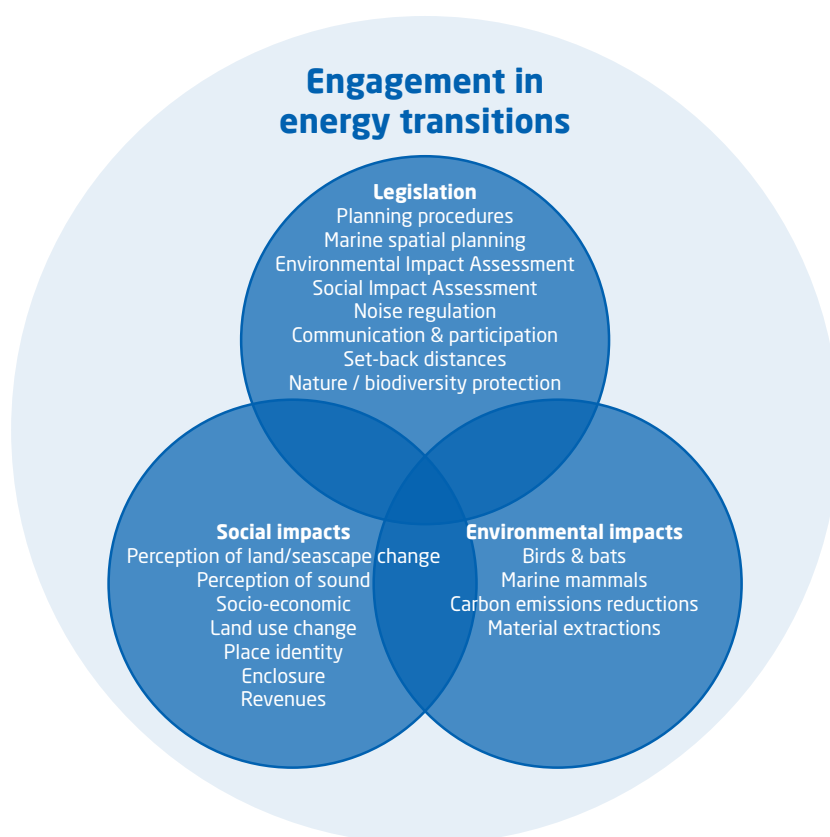 Engagement in
energy transitions
Legislation
Planning procedures
Marine spatial planning
Environmental Impact Assessment
Social Impact Assessment
Noise regulation
Communication & participation
Set-back distances
Nature / biodiversity protection
Social impacts
Perception of land/seascape change
Perception of sound
Socio-economic
Land use change
Place identity
Enclosure
Revenues
Environmental impacts
Birds & bats
Marine mammals
Carbon emissions reductions
Material extractions